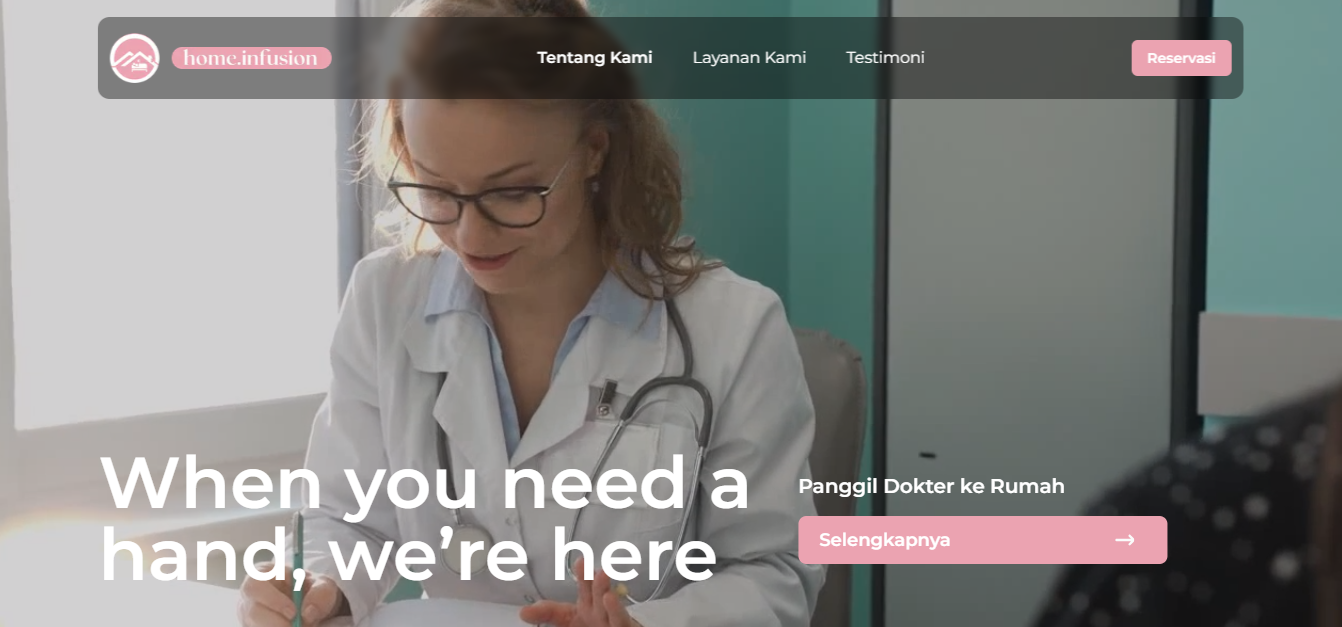 home.infusion
Tentang Kami
Layanan Kami
Testimoni
Reservasi
When you need a
hand, we’re here
Panggil Dokter ke Rumah
Selengkapnya